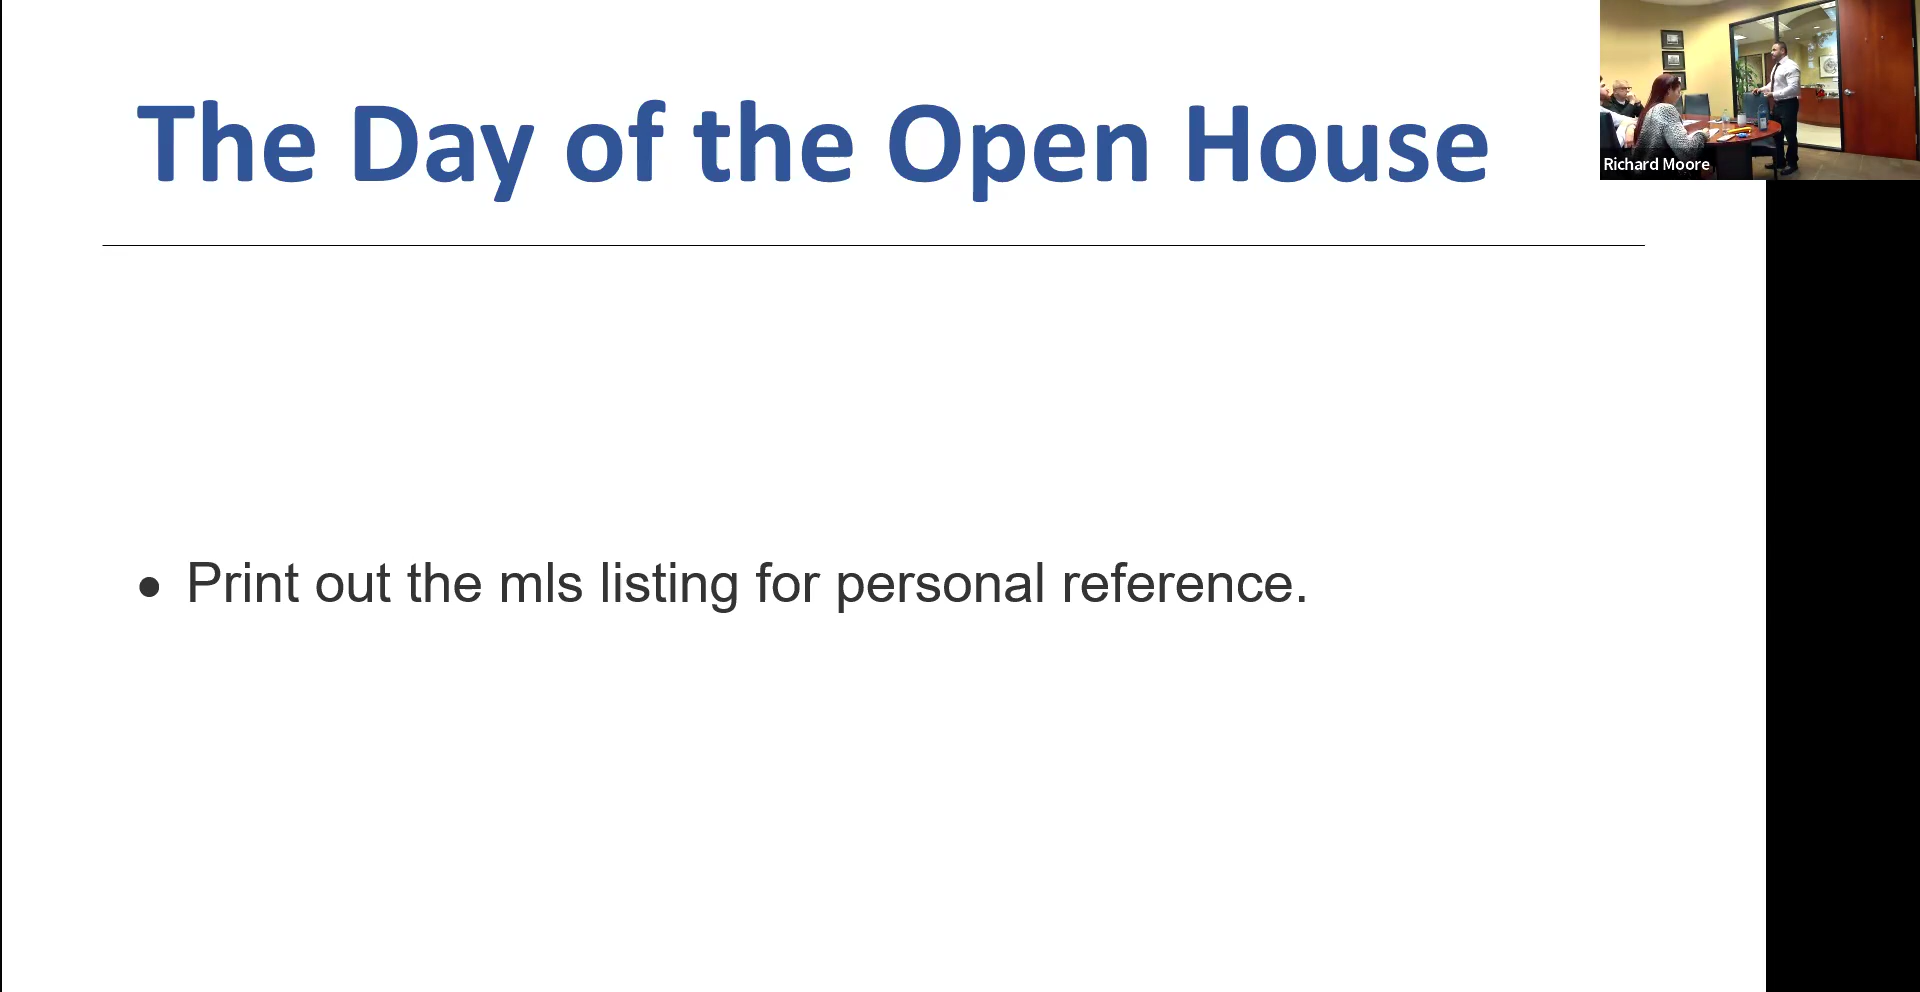 The Day of the Open House
Richard Moore
● Print out the mls listing for personal reference.